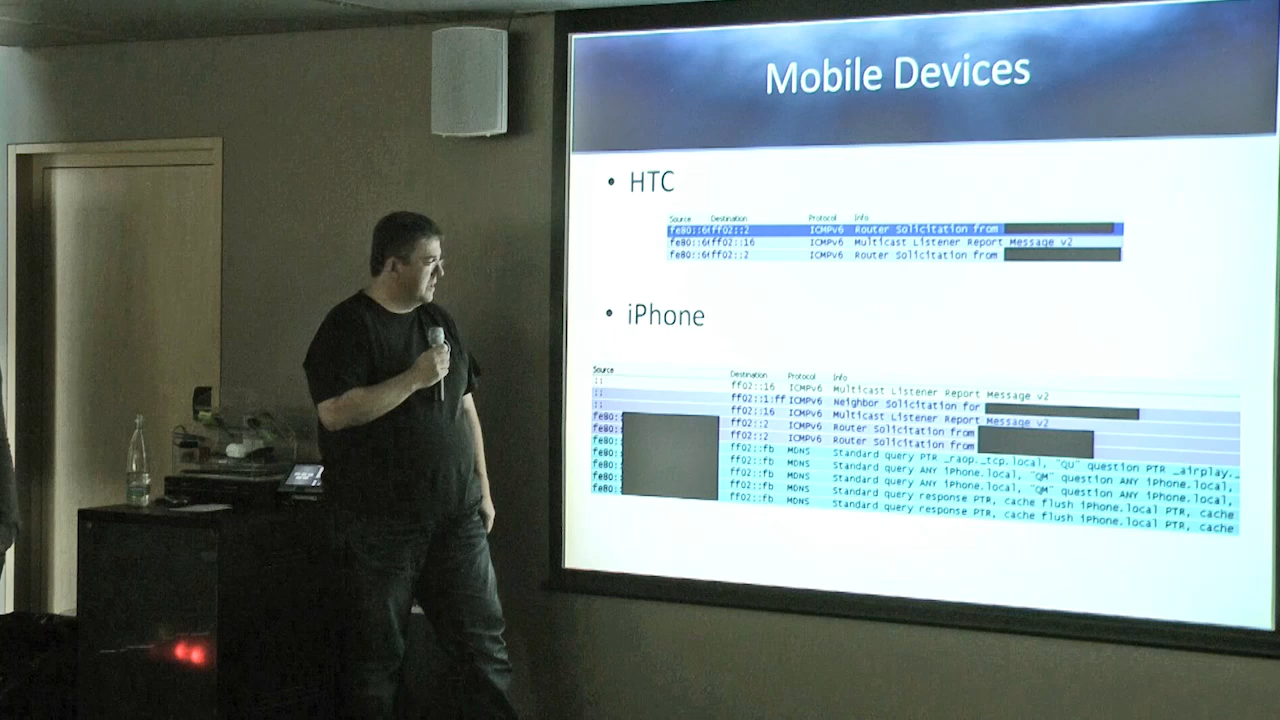 Mobile Devices
• HTC
Source Destination Protocol Info
fe80::6(ff02::2 ICMPv6 Router Solicitation from
fe80::6(ff02::16 ICMPv6 Multicast Listener Report Message v2
fe80::6(ff02::2 ICMPv6 Router Solicitation from
• iPhone
Source Destination Protocol Info
:: ff02::16 ICMPv6 Multicast Listener Report Message v2
:: ff02::1:ff ICMPv6 Neighbor Solicitation for
:: ff02::16 ICMPv6 Multicast Listener Report Message v2
fe80:: ff02::2 ICMPv6 Router Solicitation from
fe80:: ff02::2 ICMPv6 Router Solicitation from
fe80:: ff02::fb MDNS Standard query PTR _raop._tcp.local, "QU" question PTR _airplay._
fe80:: ff02::fb MDNS Standard query ANY iPhone.local, "QM" question ANY iPhone.local,
fe80:: ff02::fb MDNS Standard query ANY iPhone.local, "QM" question ANY iPhone.local,
fe80:: ff02::fb MDNS Standard query response PTR, cache flush iPhone.local PTR, cache
fe80:: ff02::fb MDNS Standard query response PTR, cache flush iPhone.local PTR, cache